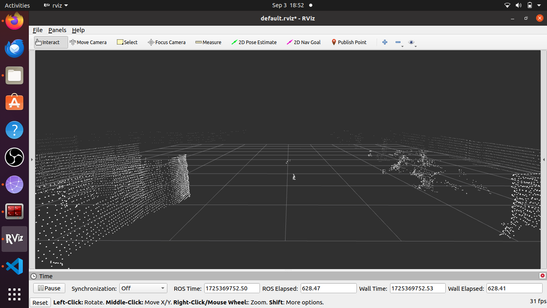 Activities rviz Sep 3 18:52
default.rviz* - RViz
File Panels Help
Interact Move Camera Select Focus Camera Measure 2D Pose Estimate 2D Nav Goal Publish Point
Time
Pause Synchronization: Off ROS Time: 1725369752.50 ROS Elapsed: 628.47 Wall Time: 1725369752.53 Wall Elapsed: 628.41
Reset Left-Click: Rotate. Middle-Click: Move X/Y. Right-Click/Mouse Wheel: Zoom. Shift: More options. 31 fps
RViz